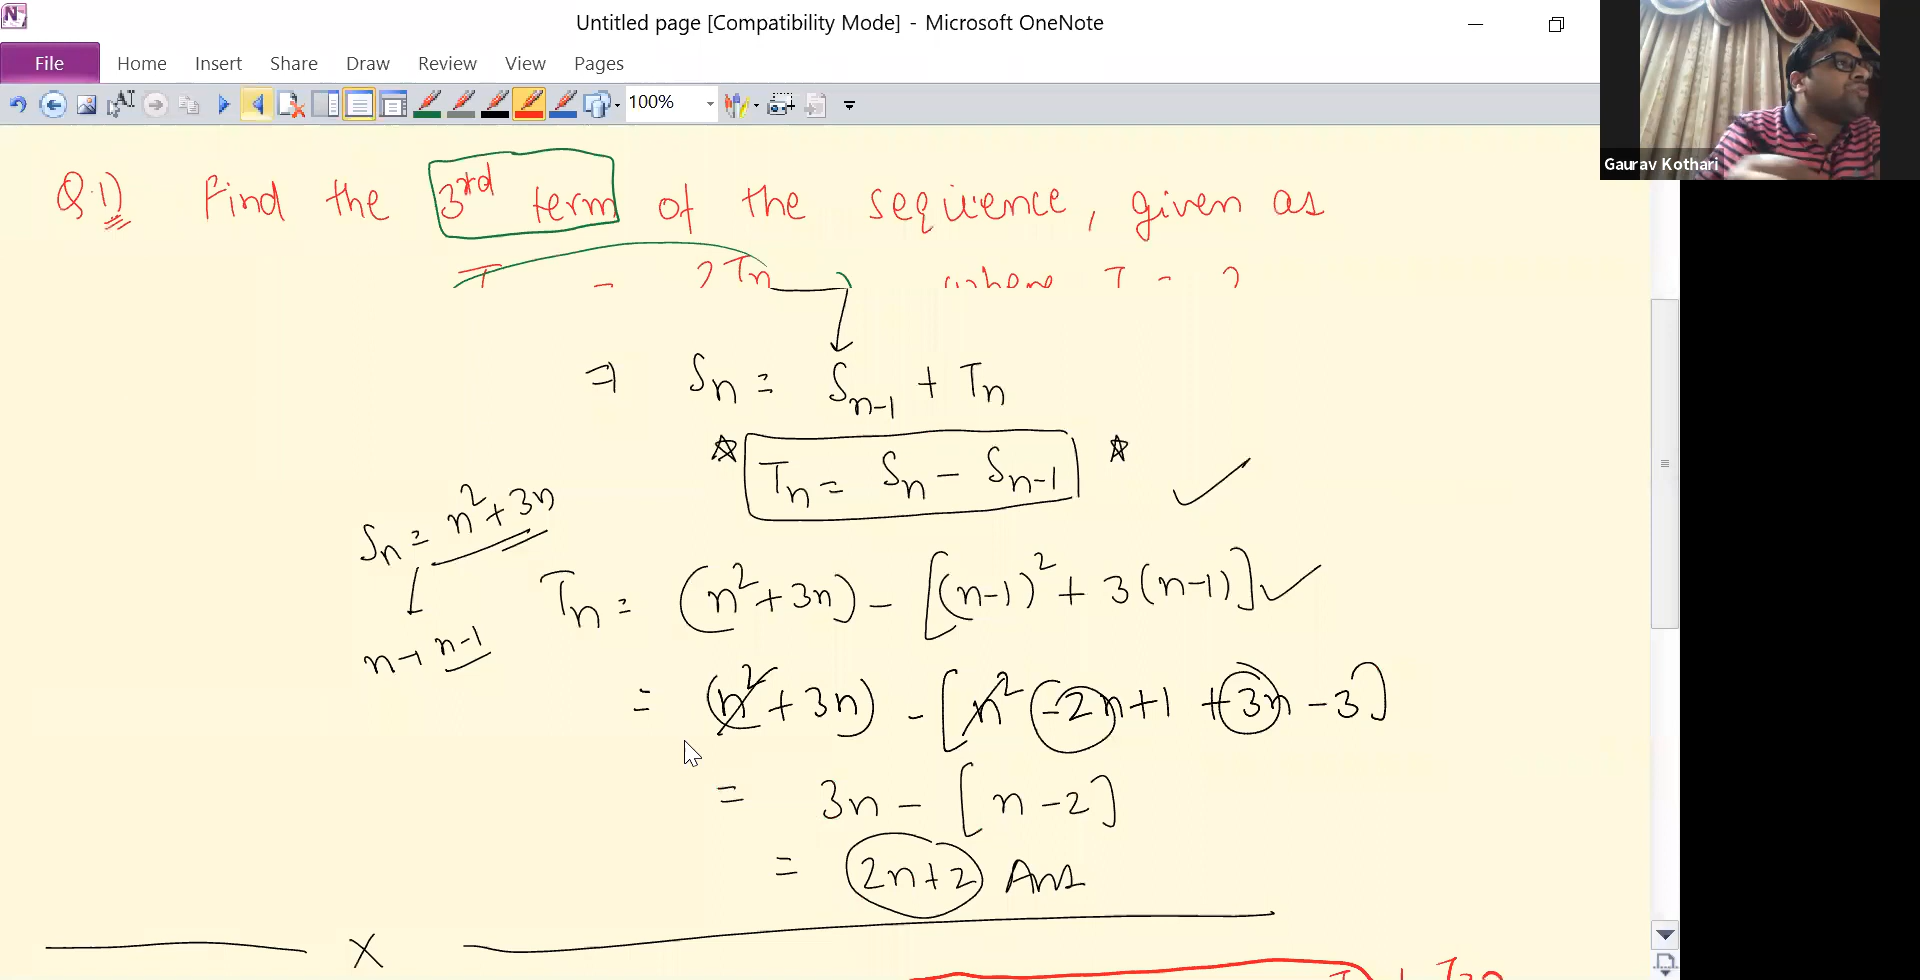 Untitled page [Compatibility Mode] - Microsoft OneNote
File Home Insert Share Draw Review View Pages
100%
Gaurav Kothari
Q.1) Find the 3rd term of the sequence, given as
2Tn where
⇒ Sn = Sn-1 + Tn
Tn = Sn - Sn-1
Sn = n² + 3n
n → n-1
Tn = (n² + 3n) - [(n-1)² + 3(n-1)]
= (n² + 3n) - [n² - 2n + 1 + 3n - 3]
= 3n - [n - 2]
= 2n + 2 Ans
X